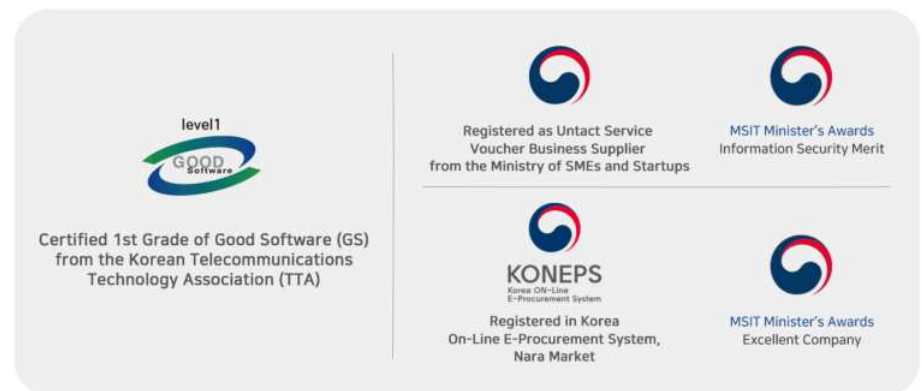 level1
GOOD
Software
Certified 1st Grade of Good Software (GS)
from the Korean Telecommunications
Technology Association (TTA)
Registered as Untact Service
Voucher Business Supplier
from the Ministry of SMEs and Startups
MSIT Minister's Awards
Information Security Merit
KONEPS
Korea ON-Line
E-Procurement System
Registered in Korea
On-Line E-Procurement System,
Nara Market
MSIT Minister's Awards
Excellent Company